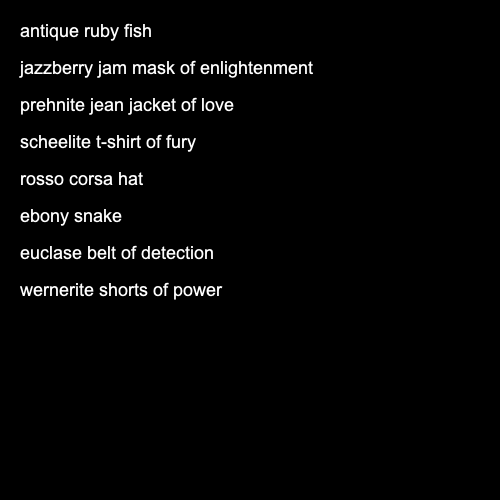 antique ruby fish
jazzberry jam mask of enlightenment
prehnite jean jacket of love
scheelite t-shirt of fury
rosso corsa hat
ebony snake
euclase belt of detection
wernerite shorts of power